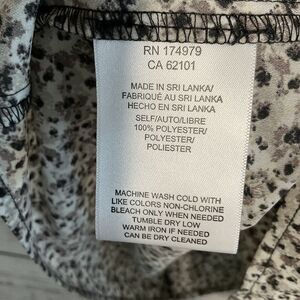 RN 174979
CA 62101
MADE IN SRI LANKA/
FABRIQUÉ AU SRI LANKA/
HECHO EN SRI LANKA
SELF/AUTO/LIBRE
100% POLYESTER/
POLYESTER/
POLIESTER
MACHINE WASH COLD WITH
LIKE COLORS NON-CHLORINE
BLEACH ONLY WHEN NEEDED
TUMBLE DRY LOW
WARM IRON IF NEEDED
CAN BE DRY CLEANED